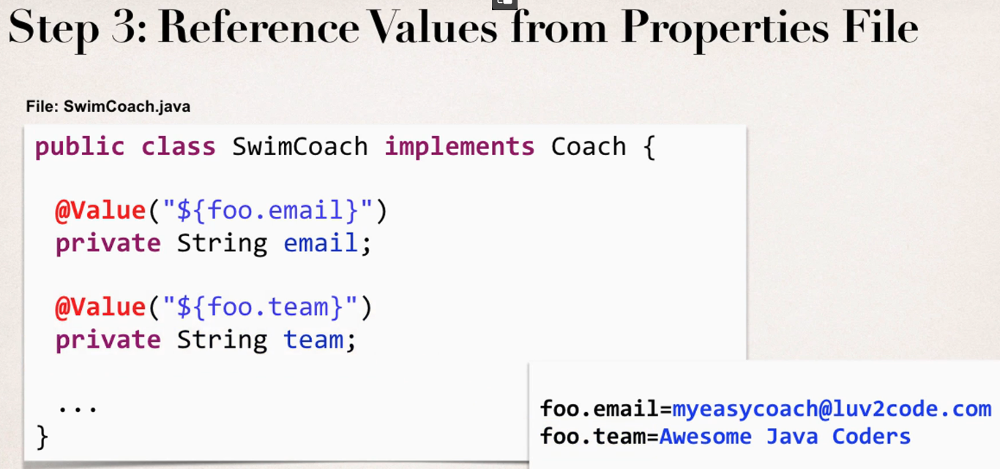 Step 3: Reference Values from Properties File
File: SwimCoach.java
public class SwimCoach implements Coach {
@Value("${foo.email}")
private String email;
@Value("${foo.team}")
private String team;
...
}
foo.email=myeasycoach@luv2code.com
foo.team=Awesome Java Coders